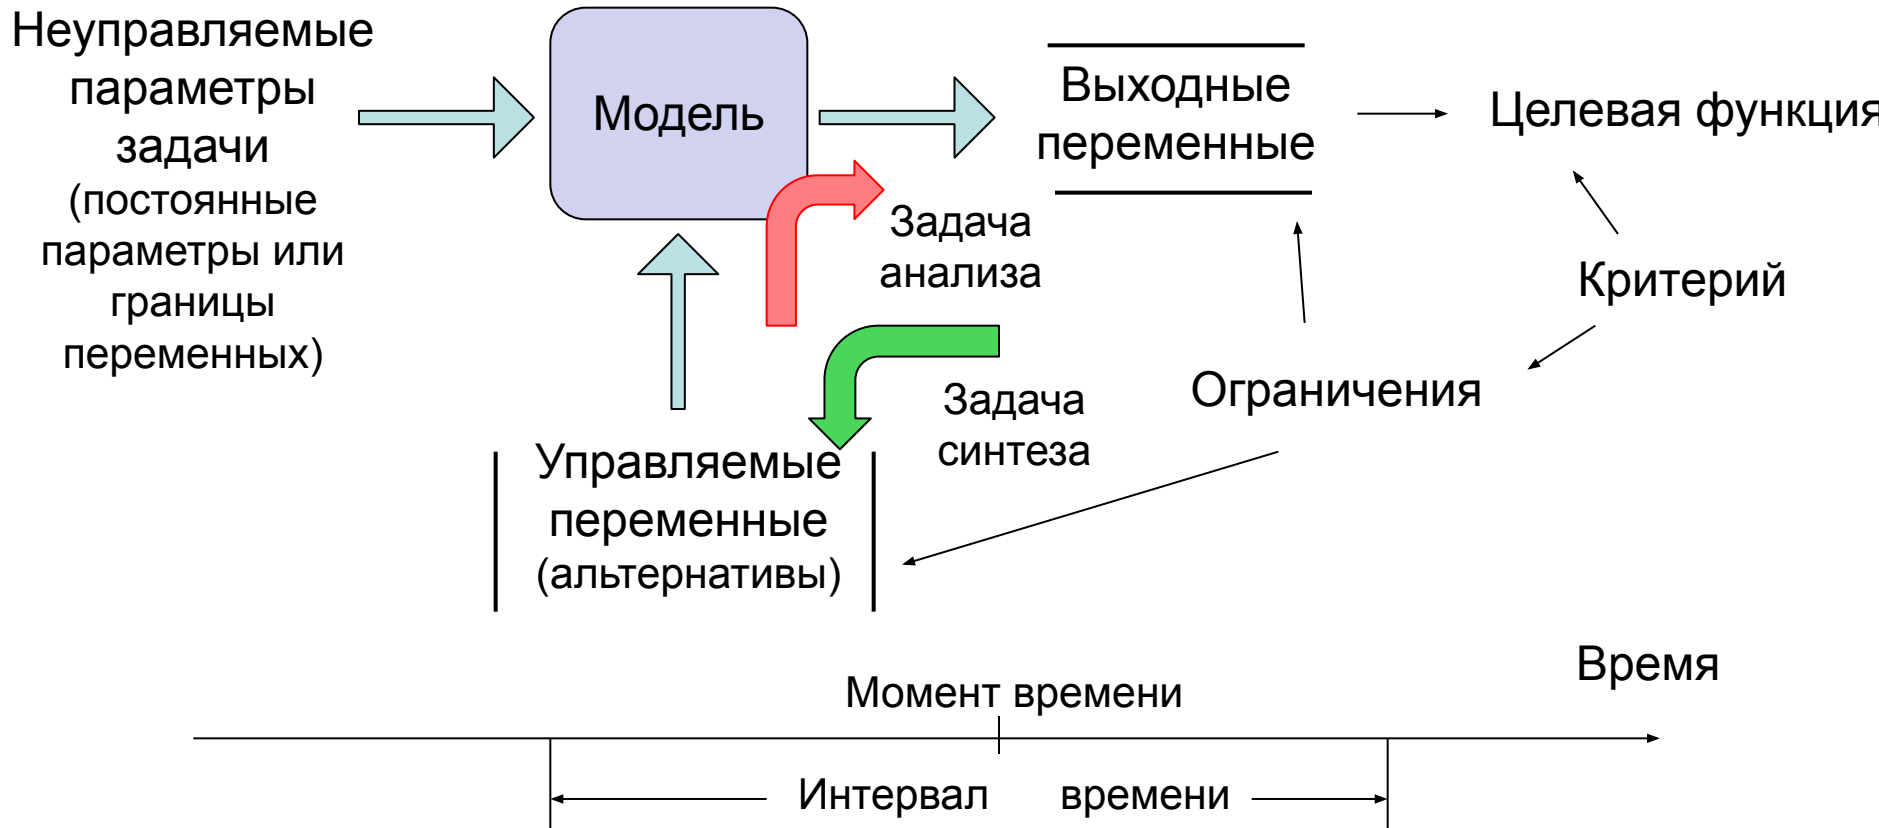 Неуправляемые
параметры
задачи
(постоянные
параметры или
границы
переменных)
Модель
Выходные
переменные
Целевая функция
Задача
анализа
Критерий
Ограничения
Задача
синтеза
Управляемые
переменные
(альтернативы)
Время
Момент времени
Интервал времени